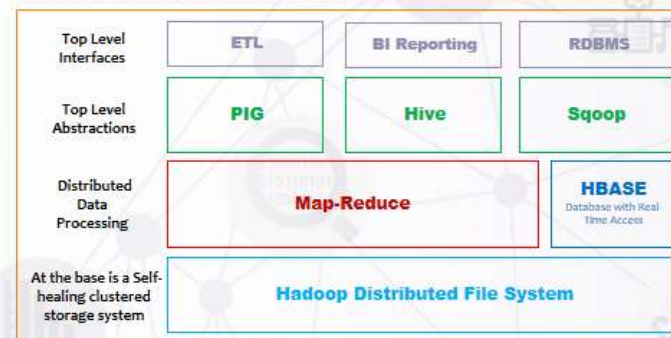 Top Level
Interfaces
ETL
BI Reporting
RDBMS
Top Level
Abstractions
PIG
Hive
Sqoop
Distributed
Data
Processing
Map-Reduce
HBASE
Database with Real
Time Access
At the base is a Self-
healing clustered
storage system
Hadoop Distributed File System